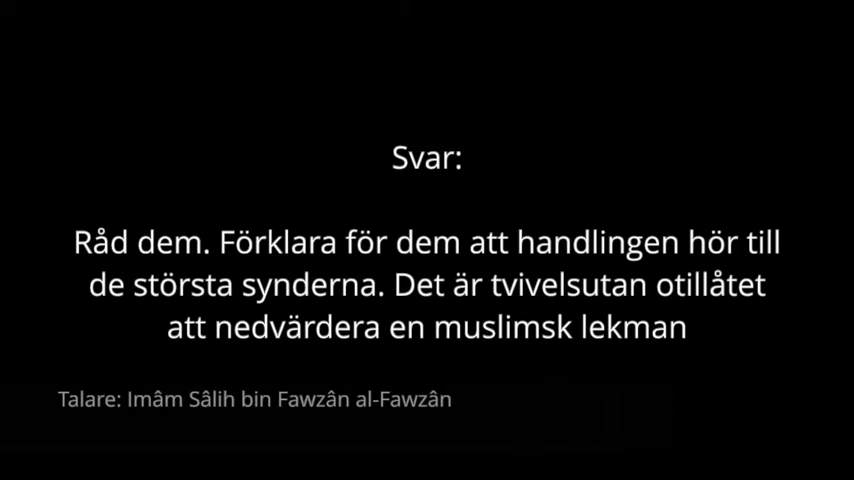 Svar:
Råd dem. Förklara för dem att handlingen hör till
de största synderna. Det är tvivelsutan otillåtet
att nedvärdera en muslimsk lekman
Talare: Imâm Sâlih bin Fawzân al-Fawzân